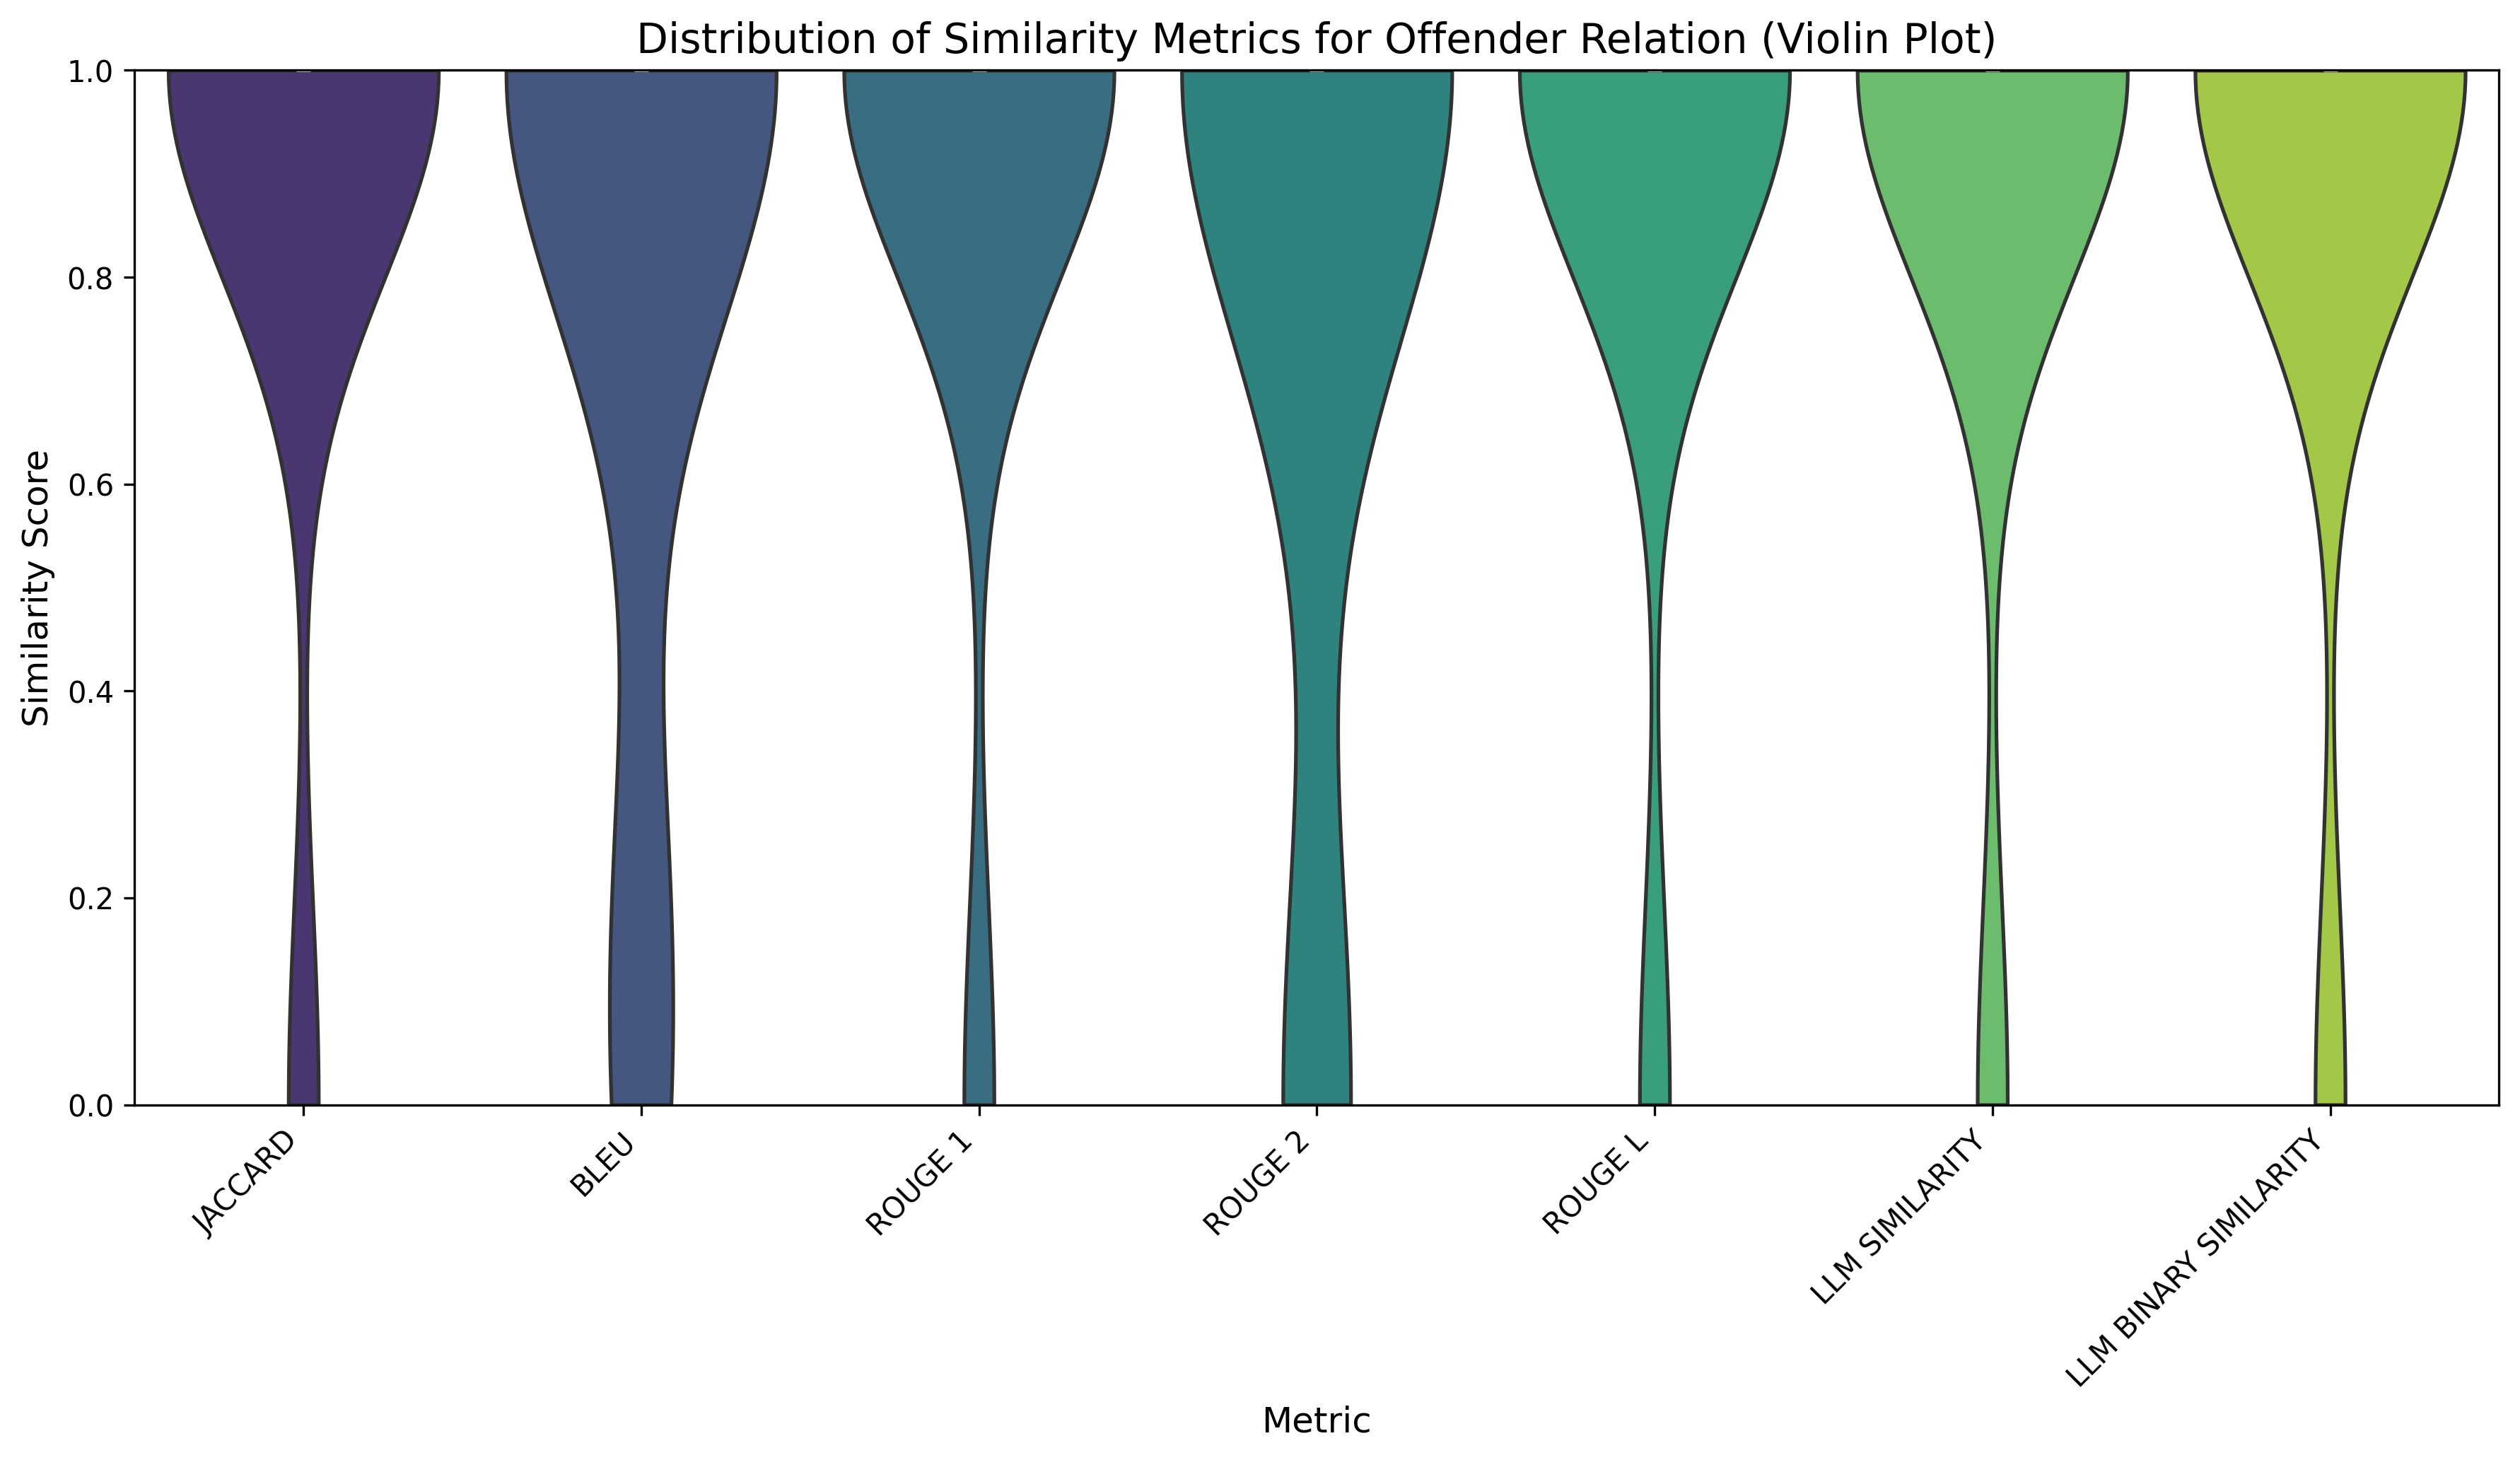 Distribution of Similarity Metrics for Offender Relation (Violin Plot)
1.0
0.8
0.6
0.4
0.2
0.0
Similarity Score
JACCARD
BLEU
ROUGE 1
ROUGE 2
ROUGE L
LLM SIMILARITY
LLM BINARY SIMILARITY
Metric